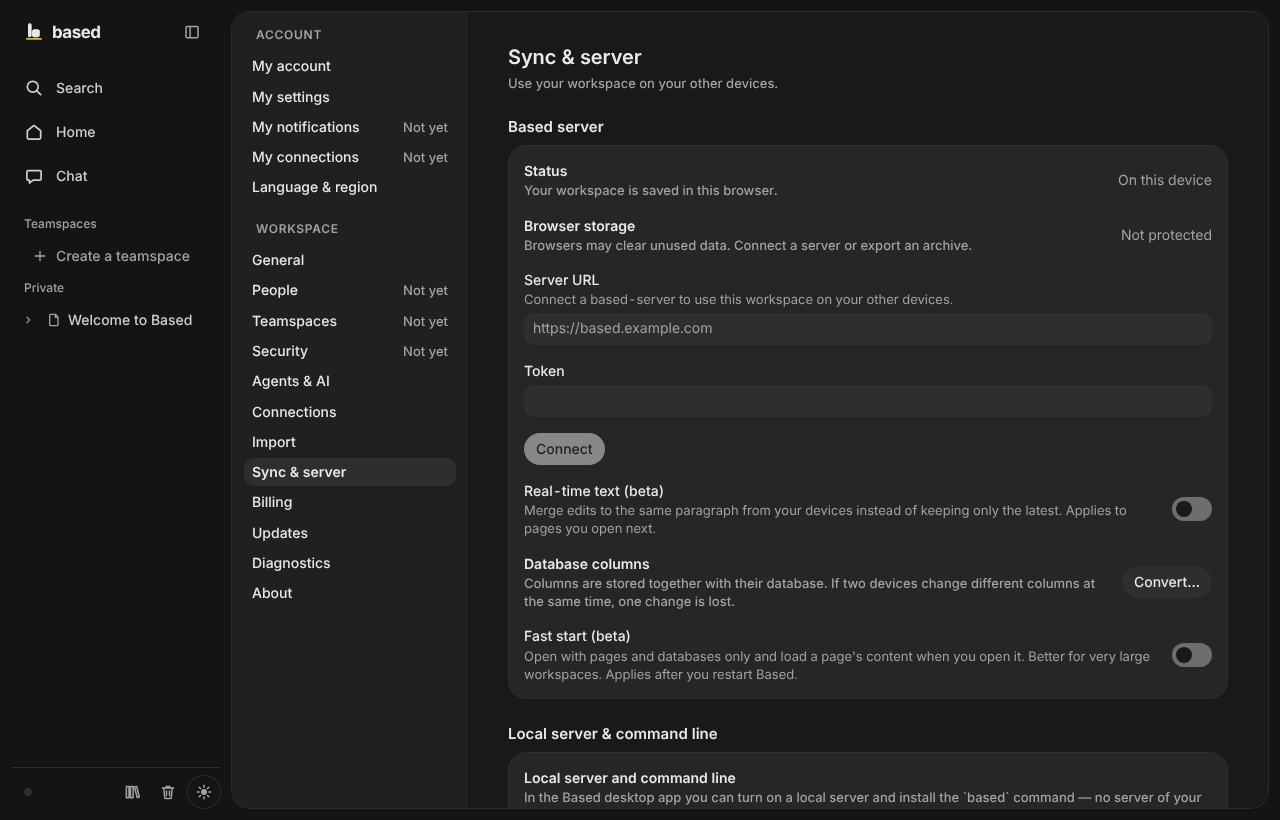 based
Search
Home
Chat
Teamspaces
Create a teamspace
Private
Welcome to Based
ACCOUNT
My account
My settings
My notifications Not yet
My connections Not yet
Language & region
WORKSPACE
General
People Not yet
Teamspaces Not yet
Security Not yet
Agents & AI
Connections
Import
Sync & server
Billing
Updates
Diagnostics
About
Sync & server
Use your workspace on your other devices.
Based server
Status
Your workspace is saved in this browser.
On this device
Browser storage
Browsers may clear unused data. Connect a server or export an archive.
Not protected
Server URL
Connect a based-server to use this workspace on your other devices.
https://based.example.com
Token
Connect
Real-time text (beta)
Merge edits to the same paragraph from your devices instead of keeping only the latest. Applies to
pages you open next.
Database columns
Columns are stored together with their database. If two devices change different columns at
the same time, one change is lost.
Convert...
Fast start (beta)
Open with pages and databases only and load a page's content when you open it. Better for very large
workspaces. Applies after you restart Based.
Local server & command line
Local server and command line
In the Based desktop app you can turn on a local server and install the `based` command — no server of your